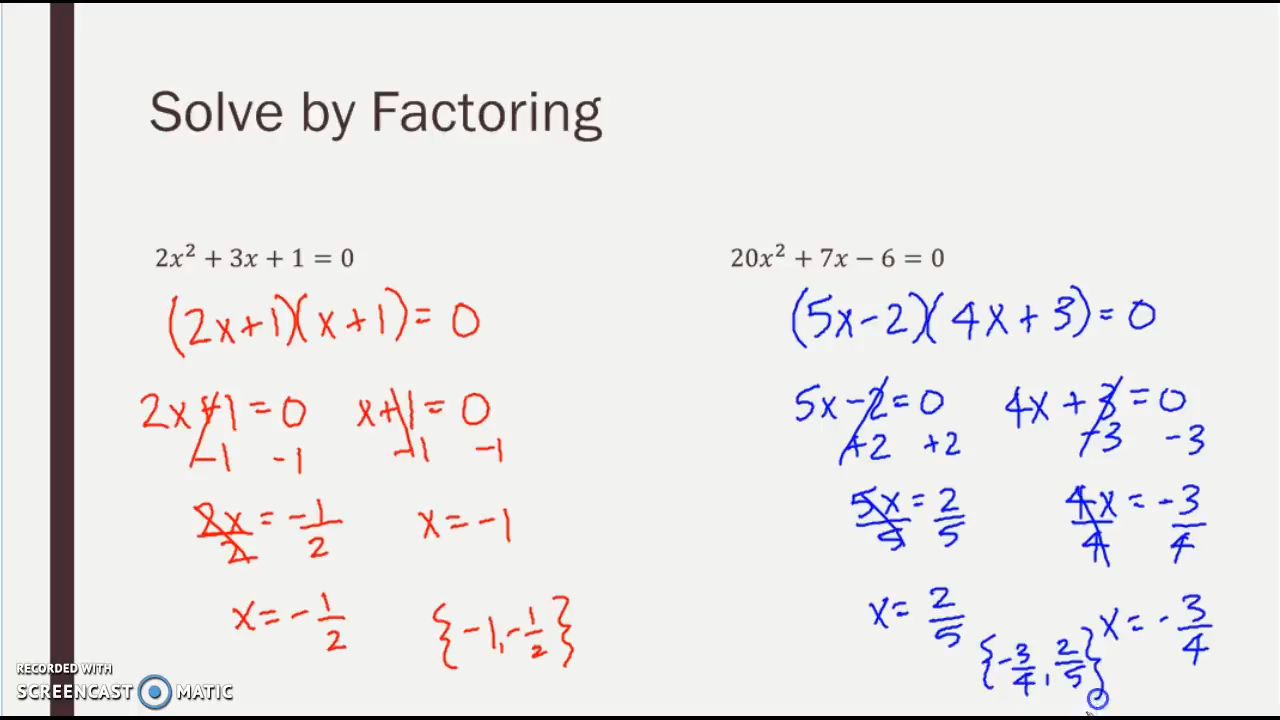 Solve by Factoring
2x² + 3x + 1 = 0
(2x+1)(x+1) = 0
2x+1 = 0 x+1 = 0
-1 -1 -1 -1
2x/2 = -1/2 x = -1
x = -1/2 {-1, -1/2}
20x² + 7x − 6 = 0
(5x-2)(4x+3) = 0
5x-2 = 0 4x+3 = 0
+2 +2 -3 -3
5x/5 = 2/5 4x/4 = -3/4
x = 2/5 x = -3/4
{-3/4, 2/5}
RECORDED WITH
SCREENCAST MATIC